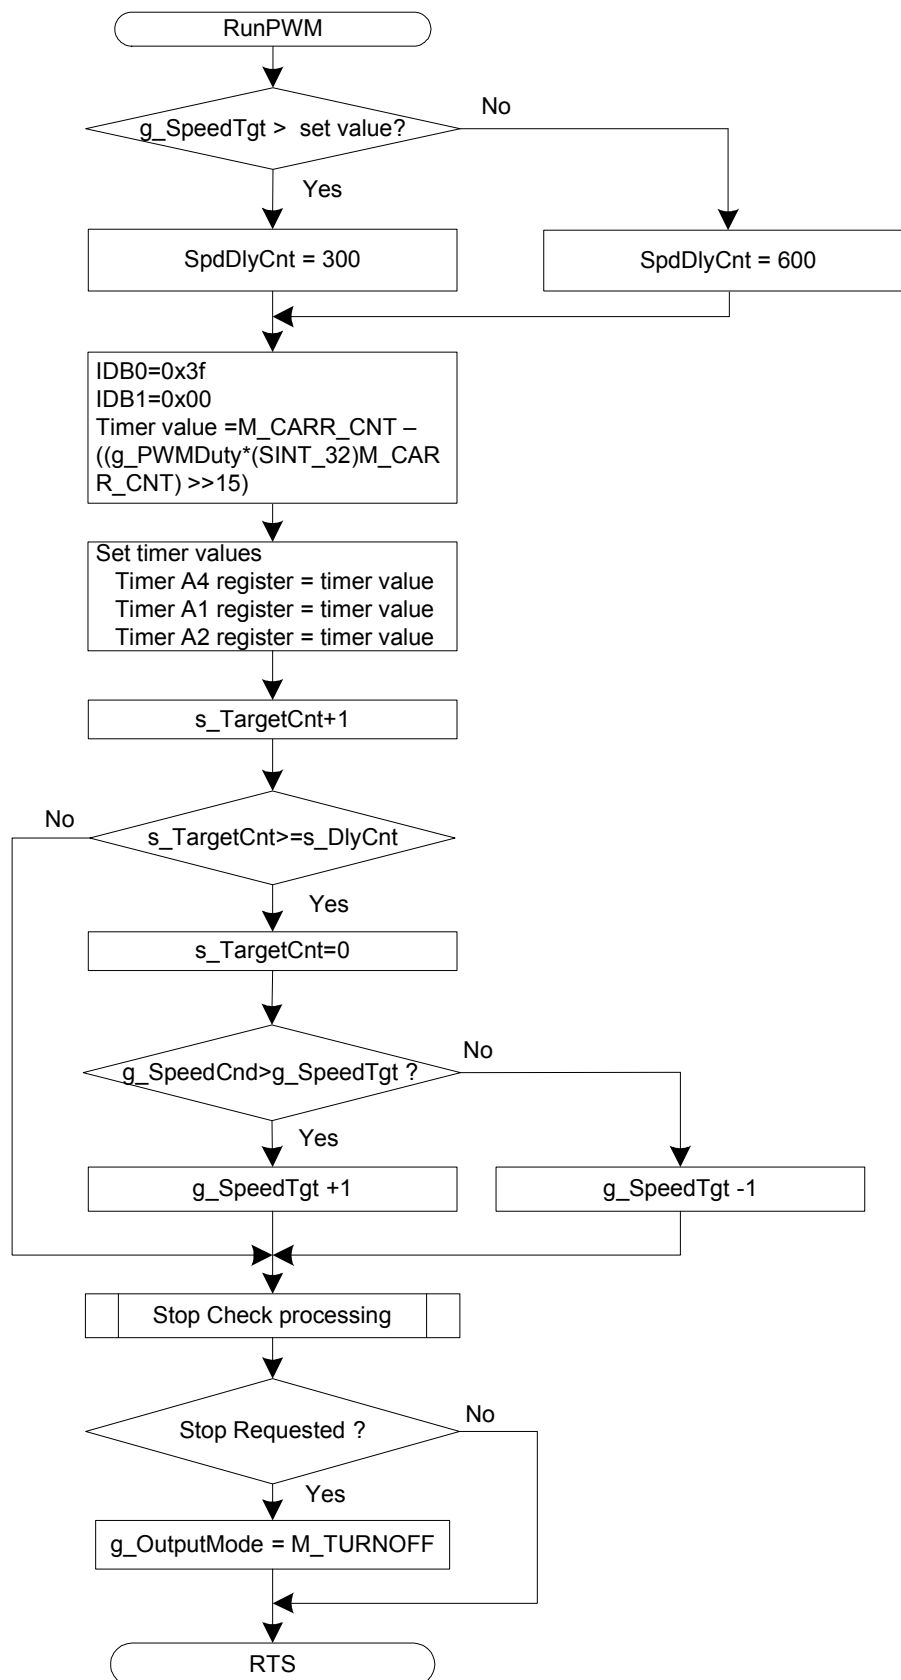 RunPWM
g_SpeedTgt >  set value?
No
Yes
SpdDlyCnt = 300
SpdDlyCnt = 600
IDB0=0x3f
IDB1=0x00
Timer value =M_CARR_CNT –
((g_PWMDuty*(SINT_32)M_CAR
R_CNT) >>15)
Set timer values
Timer A4 register = timer value
Timer A1 register = timer value
Timer A2 register = timer value
s_TargetCnt+1
No
s_TargetCnt>=s_DlyCnt
Yes
s_TargetCnt=0
No
g_SpeedCnd>g_SpeedTgt ?
Yes
g_SpeedTgt +1
g_SpeedTgt -1
Stop Check processing
Stop Requested ?
No
Yes
g_OutputMode = M_TURNOFF
RTS